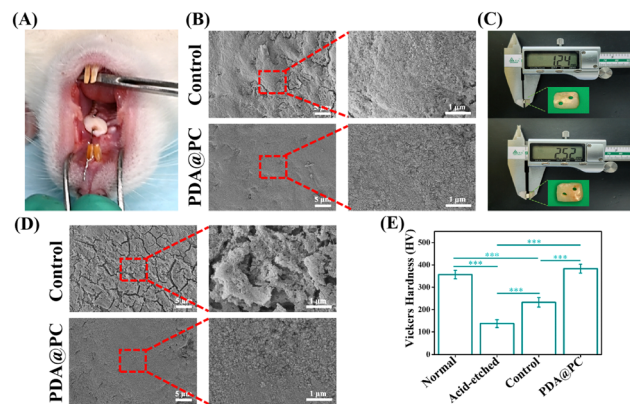 (A)
(B)
Control
5 μm
1 μm
PDA@PC
5 μm
1 μm
(C)
(D)
Control
5 μm
1 μm
PDA@PC
5 μm
1 μm
(E)
Vickers Hardness (HV)
500
400
300
200
100
0
***
***
***
***
***
Normal
Acid-etched
Control
PDA@PC